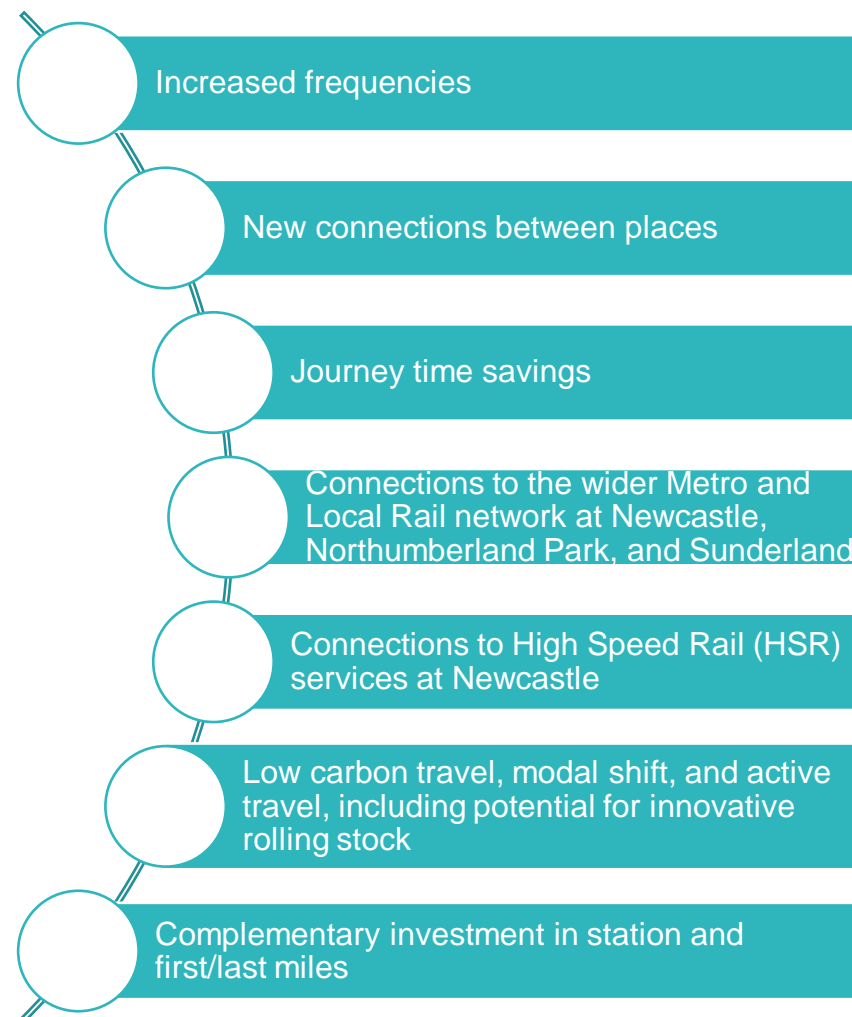 Increased frequencies
New connections between places
Journey time savings
Connections to the wider Metro and
Local Rail network at Newcastle,
Northumberland Park, and Sunderland
Connections to High Speed Rail (HSR)
services at Newcastle
Low carbon travel, modal shift, and active
travel, including potential for innovative
rolling stock
Complementary investment in station and
first/last miles